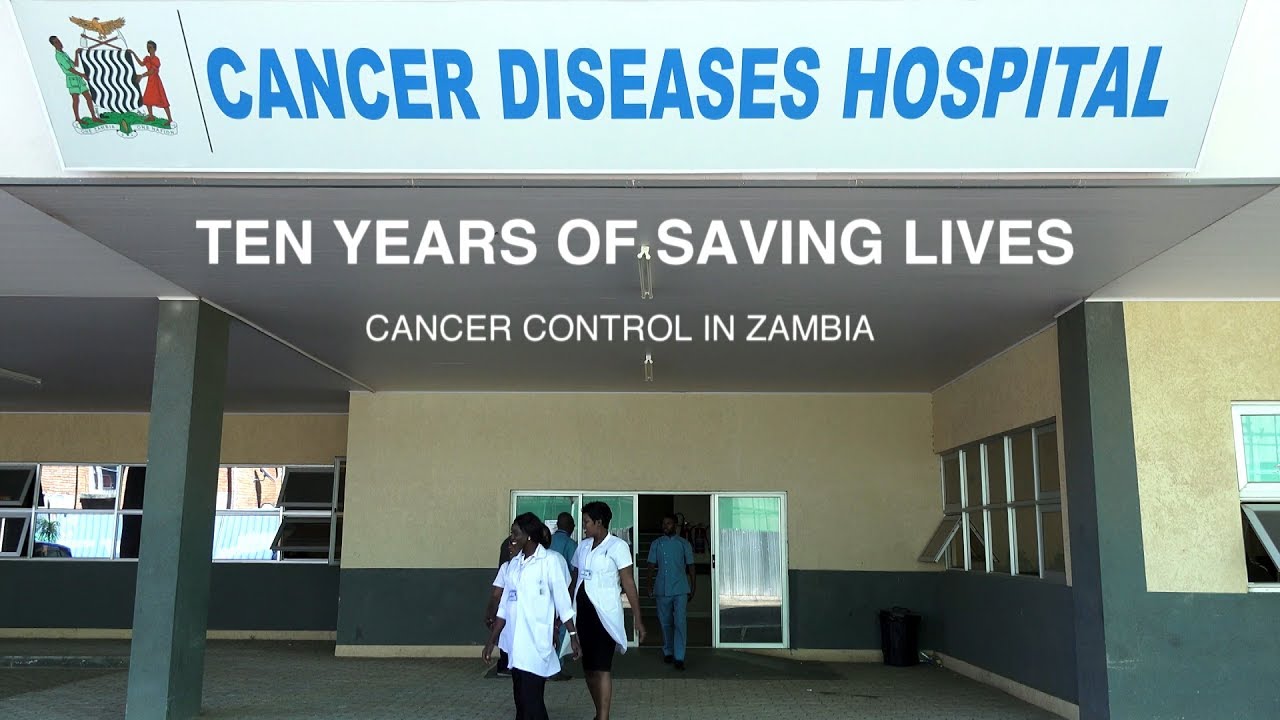 CANCER DISEASES HOSPITAL
TEN YEARS OF SAVING LIVES
CANCER CONTROL IN ZAMBIA